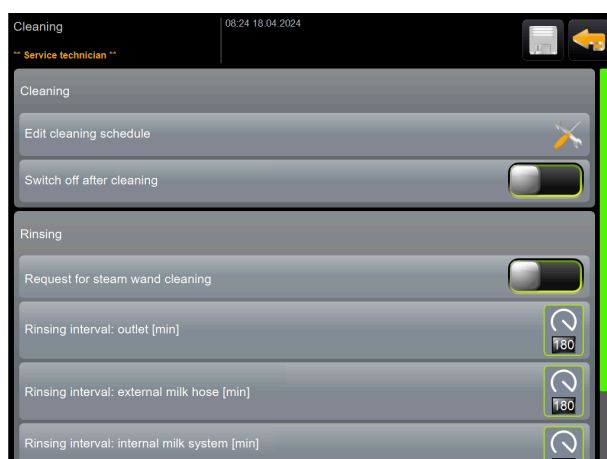 Cleaning
08:24 18.04.2024
** Service technician **
Cleaning
Edit cleaning schedule
Switch off after cleaning
Rinsing
Request for steam wand cleaning
Rinsing interval: outlet [min]
180
Rinsing interval: external milk hose [min]
180
Rinsing interval: internal milk system [min]